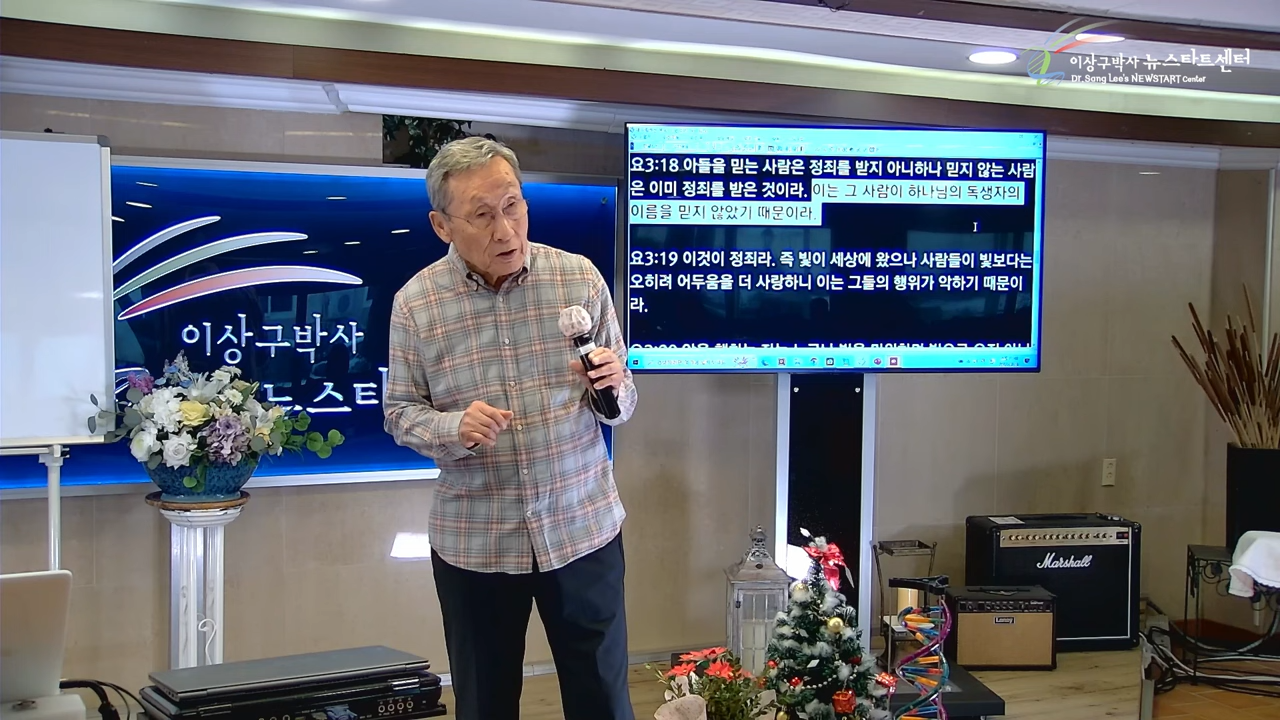 이상구박사 뉴스타트센터
Dr. Sang Lee's NEWSTART Center
요3:18 아들을 믿는 사람은 정죄를 받지 아니하나 믿지 않는 사람
은 이미 정죄를 받은 것이라. 이는 그 사람이 하나님의 독생자의
이름을 믿지 않았기 때문이라.
요3:19 이것이 정죄라. 즉 빛이 세상에 왔으나 사람들이 빛보다는
오히려 어두움을 더 사랑하니 이는 그들의 행위가 악하기 때문이
라.
이상구박사
뉴스타
Marshall
Laney